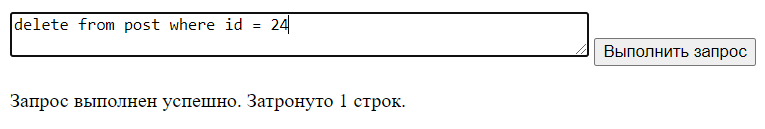 delete from post where id = 24
Выполнить запрос
Запрос выполнен успешно. Затронуто 1 строк.